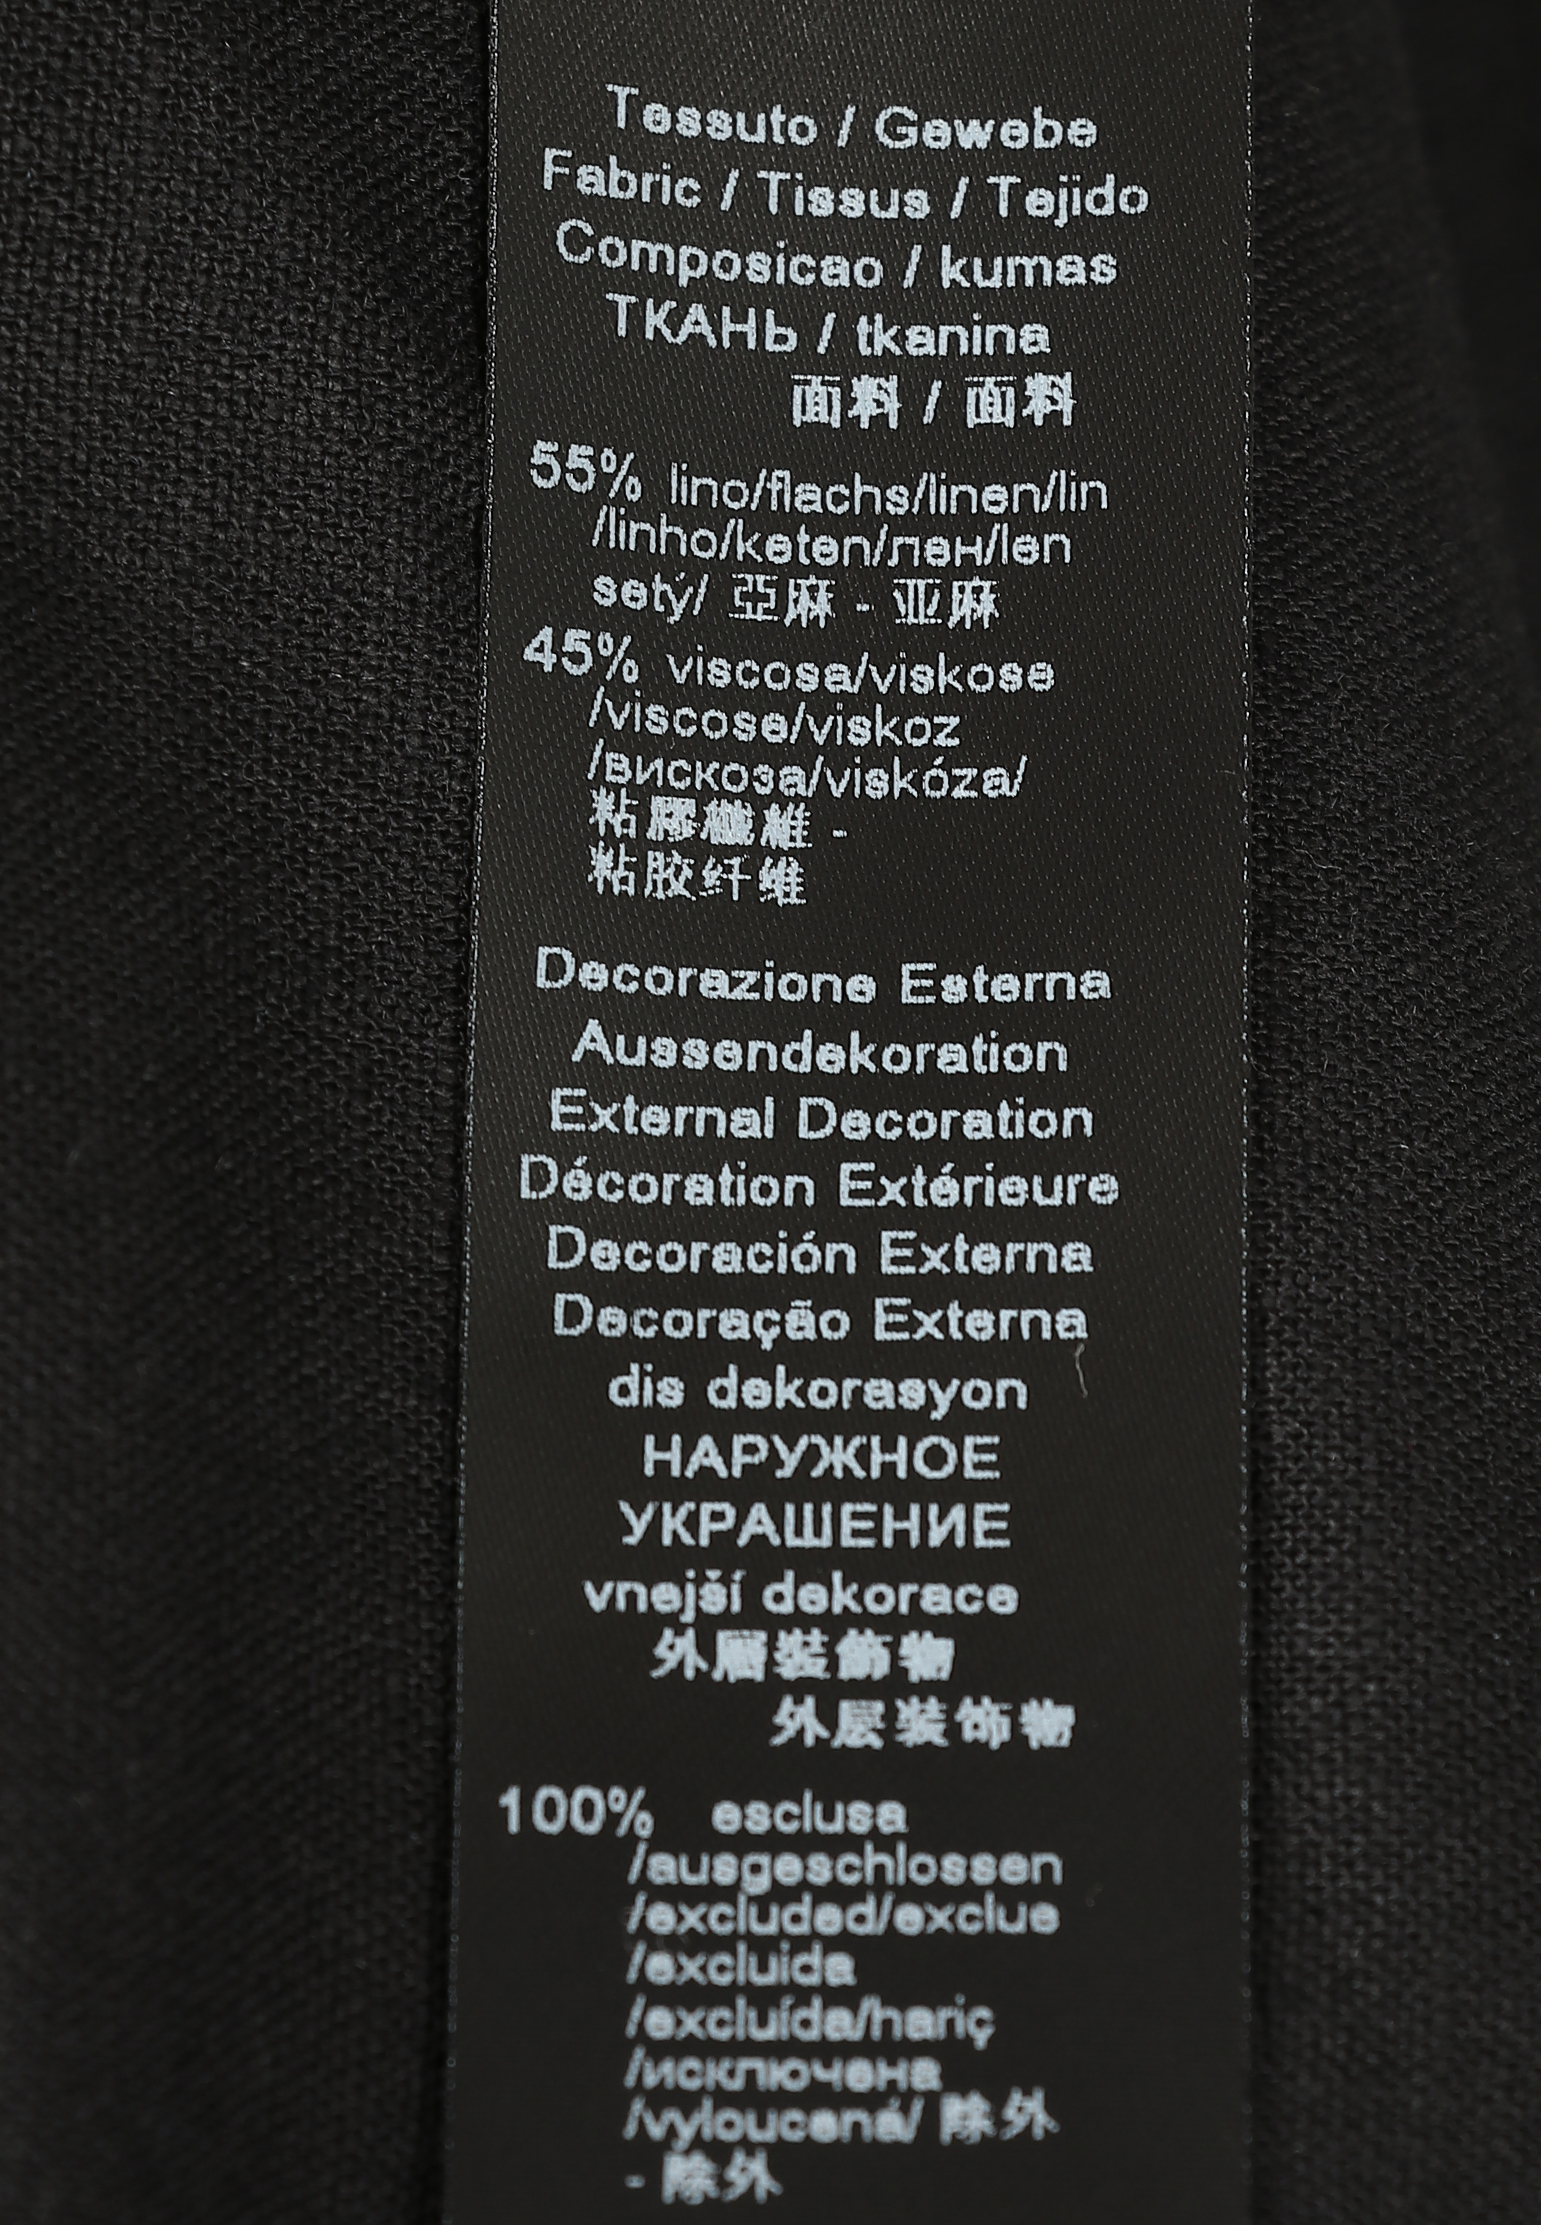 Tessuto / Gewebe
Fabric / Tissus / Tejido
Composicao / kumas
ТКАНЬ / tkanina
面料 / 面料
55% lino/flachs/linen/lin
/linho/keten/лен/len
setý/ 亞麻 - 亚麻
45% viscosa/viskose
/viscose/viskoz
/вискоза/viskóza/
粘膠纖維 -
粘胶纤维
Decorazione Esterna
Aussendekoration
External Decoration
Décoration Extérieure
Decoración Externa
Decoração Externa
dis dekorasyon
НАРУЖНОЕ
УКРАШЕНИЕ
vnejší dekorace
外層裝飾物
外层装饰物
100% esclusa
/ausgeschlossen
/excluded/exclue
/excluida
/excluída/hariç
/исключена
/vyloucená/ 除外
- 除外